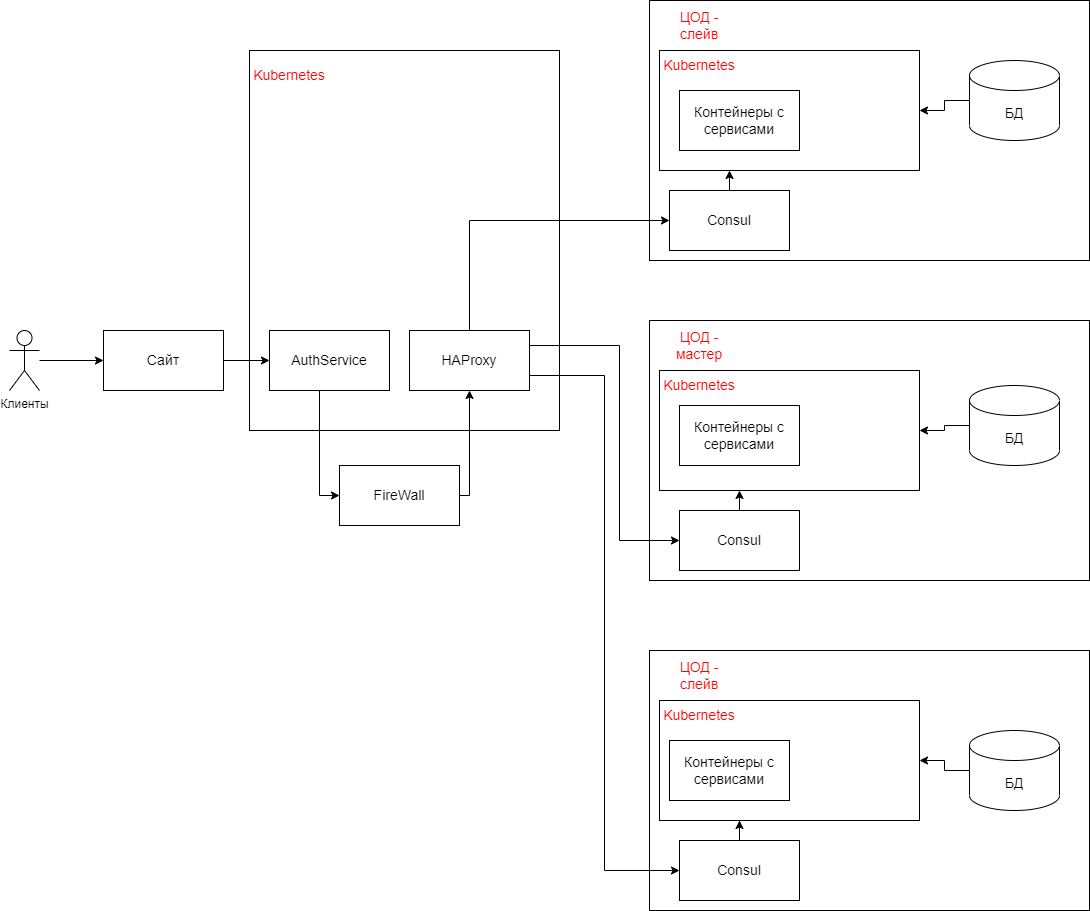 Клиенты
Сайт
Kubernetes
AuthService
HAProxy
FireWall
ЦОД -
слейв
Kubernetes
Контейнеры с
сервисами
БД
Consul
ЦОД -
мастер
Kubernetes
Контейнеры с
сервисами
БД
Consul
ЦОД -
слейв
Kubernetes
Контейнеры с
сервисами
БД
Consul